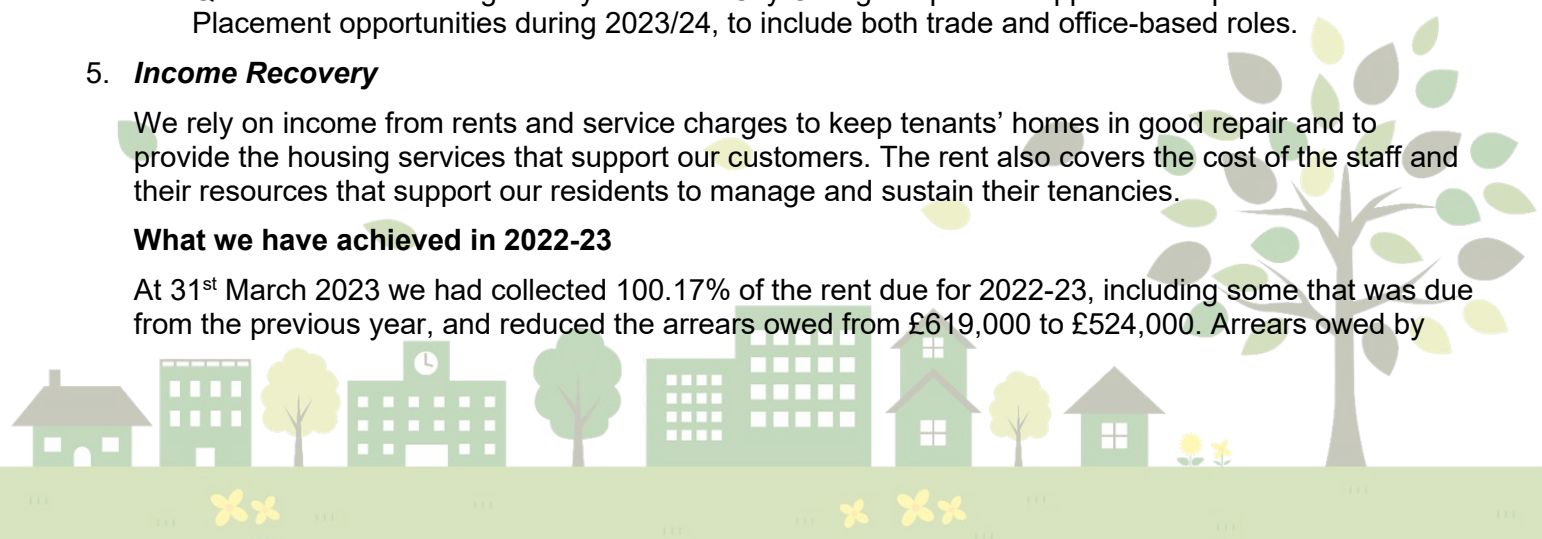 Placement opportunities during 2023/24, to include both trade and office-based roles.
5. Income Recovery
We rely on income from rents and service charges to keep tenants’ homes in good repair and to
provide the housing services that support our customers. The rent also covers the cost of the staff and
their resources that support our residents to manage and sustain their tenancies.
What we have achieved in 2022-23
At 31st March 2023 we had collected 100.17% of the rent due for 2022-23, including some that was due
from the previous year, and reduced the arrears owed from £619,000 to £524,000. Arrears owed by